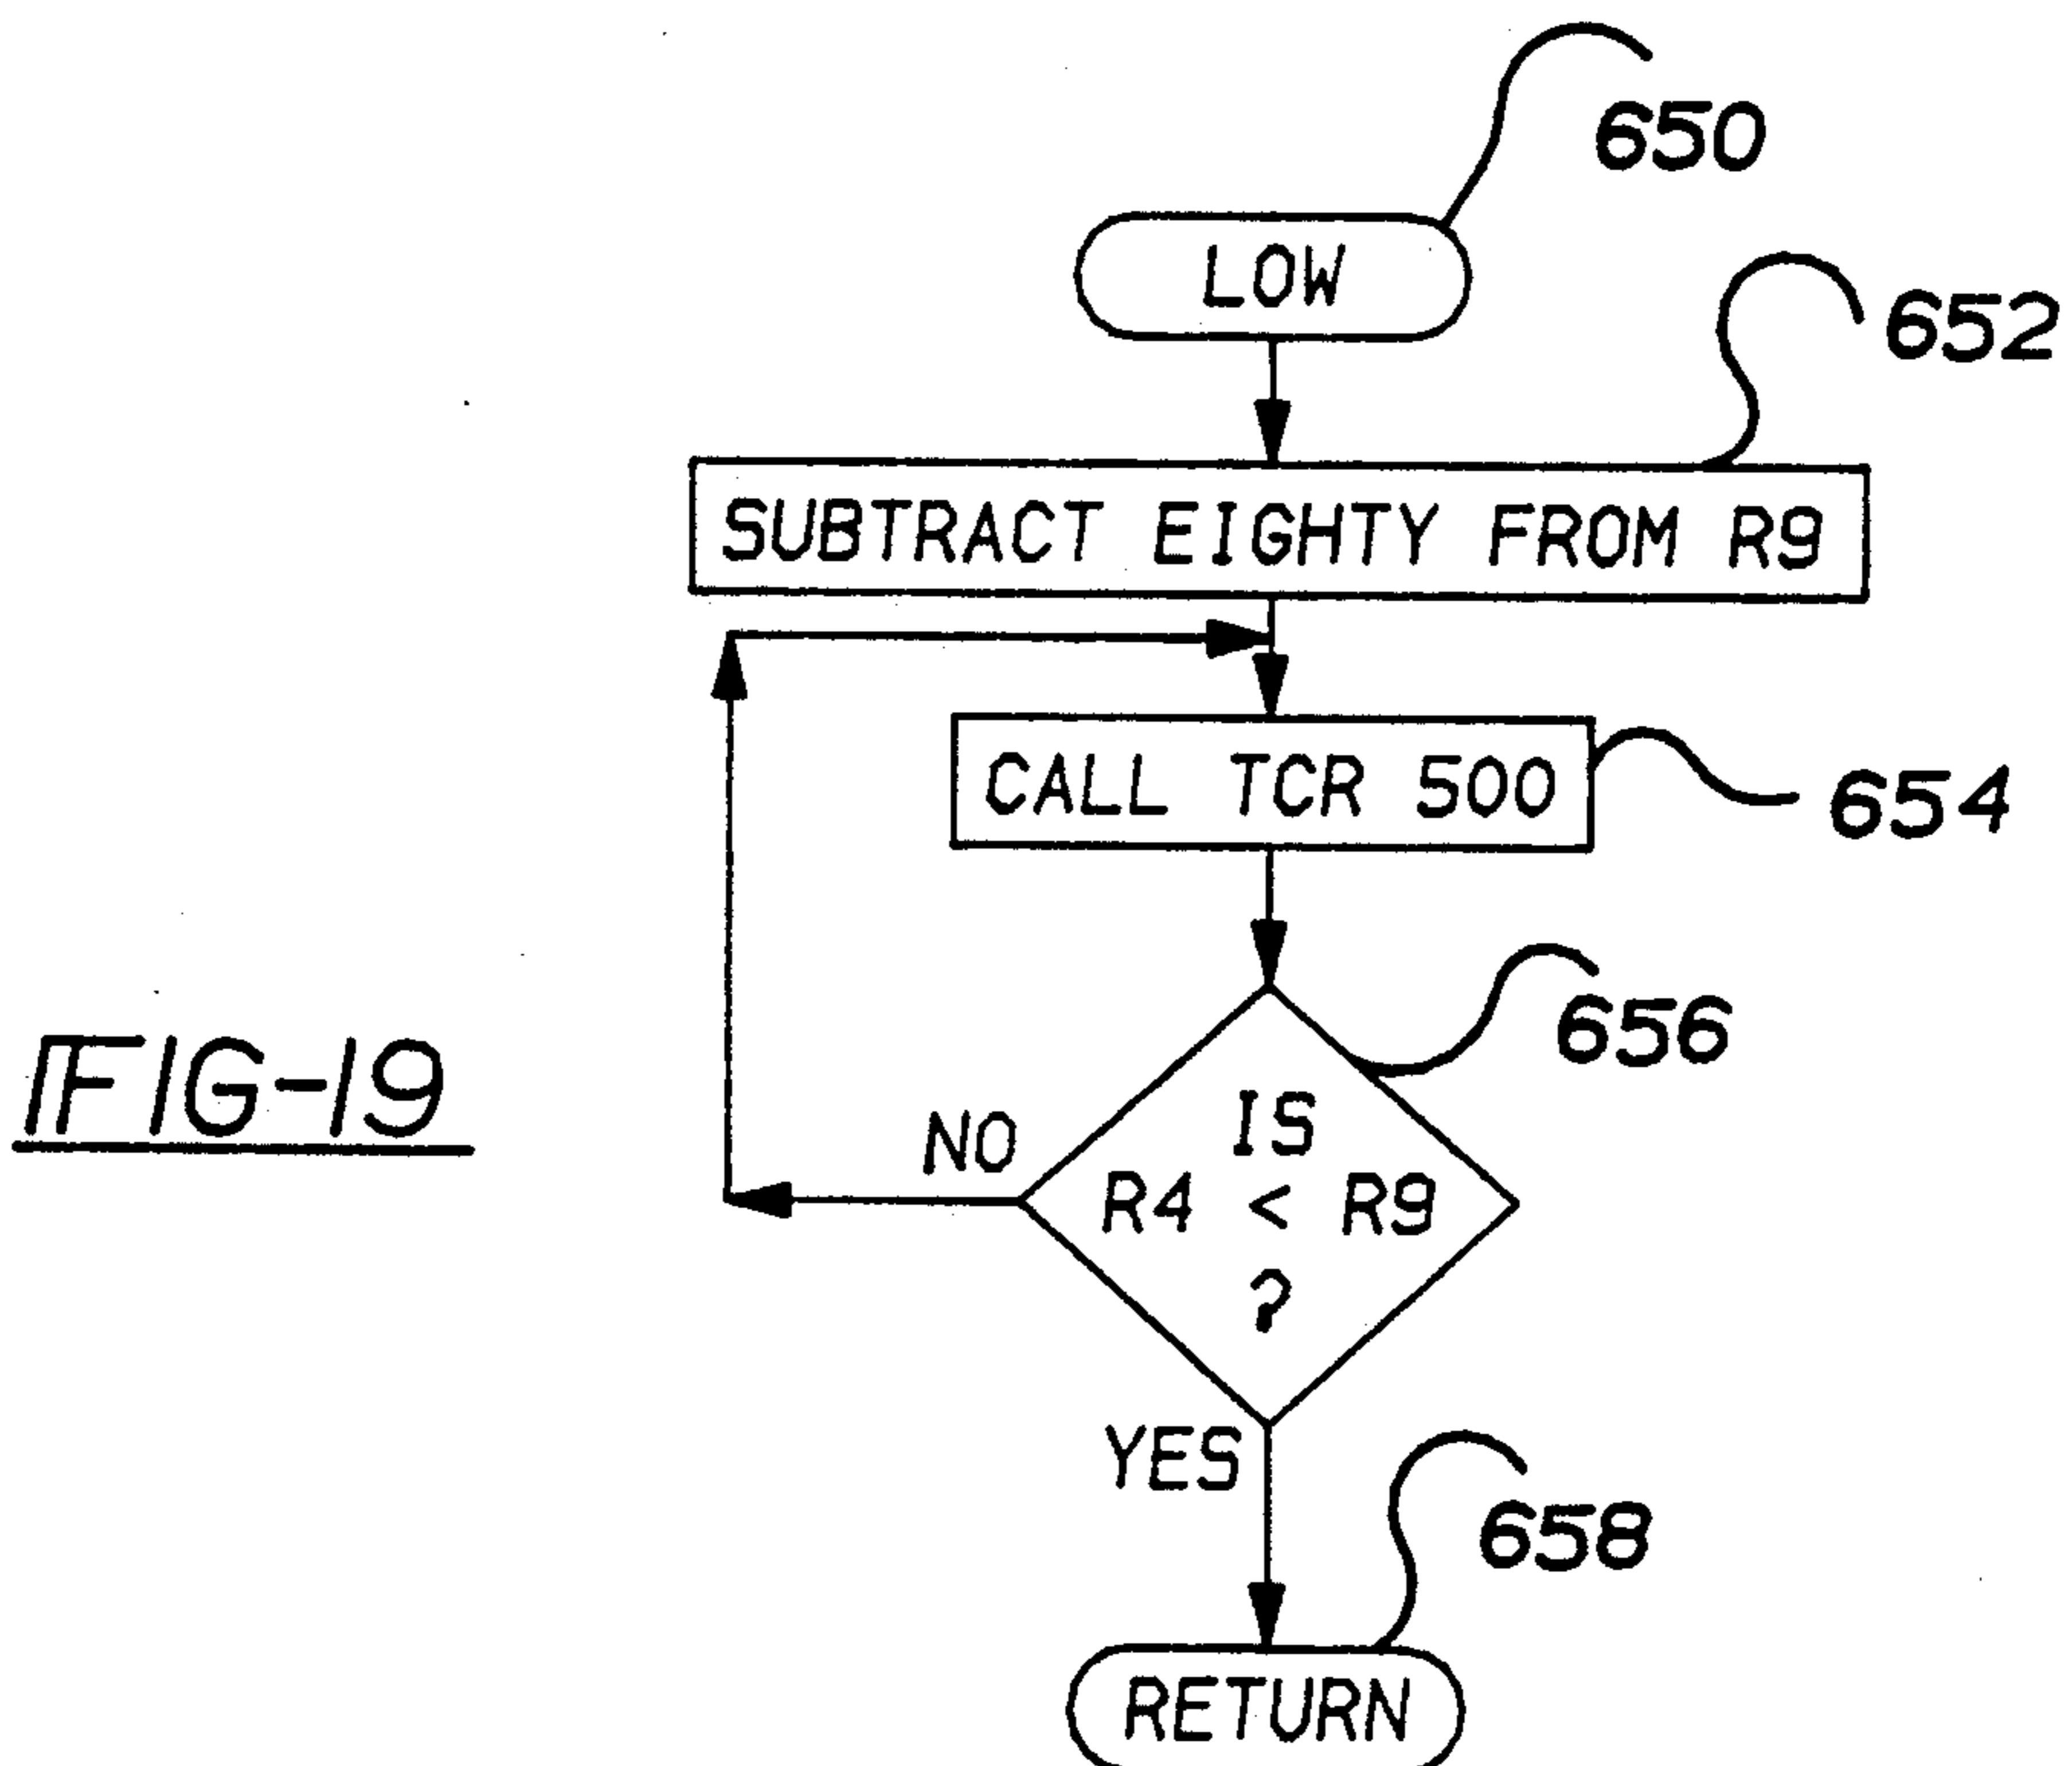 650
LOW
652
SUBTRACT EIGHTY FROM R9
CALL TCR 500
654
656
FIG-19
NO
IS
R4 < R9
?
YES
658
RETURN